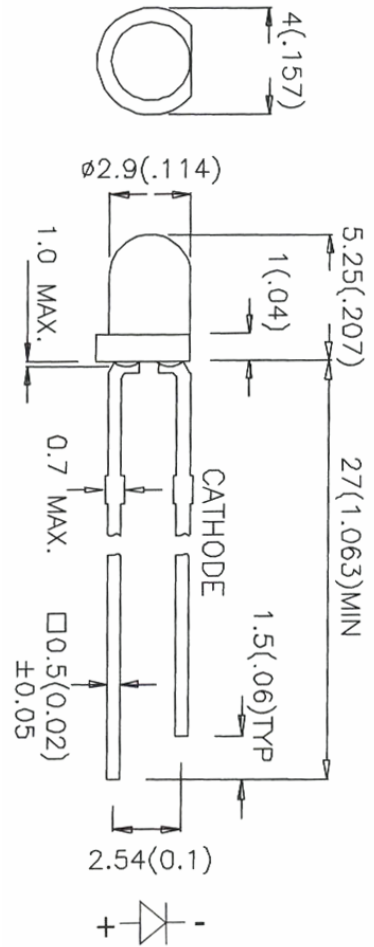 4(.157)
ø2.9(.114)
1.0 MAX.
1(.04)
5.25(.207)
0.7 MAX.
CATHODE
27(1.063)MIN
□0.5(0.02)
±0.05
1.5(.06)TYP
2.54(0.1)
+ -